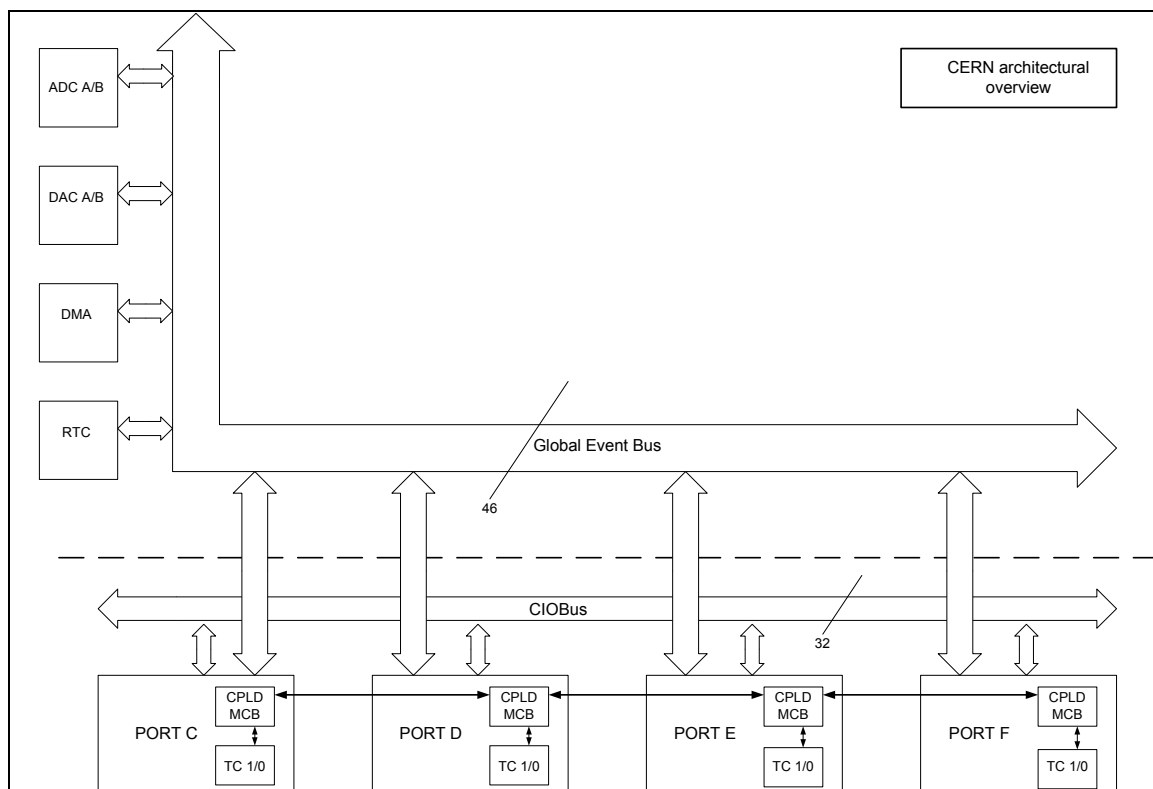 CERN architectural
overview
ADC A/B
DAC A/B
DMA
RTC
Global Event Bus
46
CIOBus
32
PORT C
CPLD
MCB
TC 1/0
PORT D
CPLD
MCB
TC 1/0
PORT E
CPLD
MCB
TC 1/0
PORT F
CPLD
MCB
TC 1/0